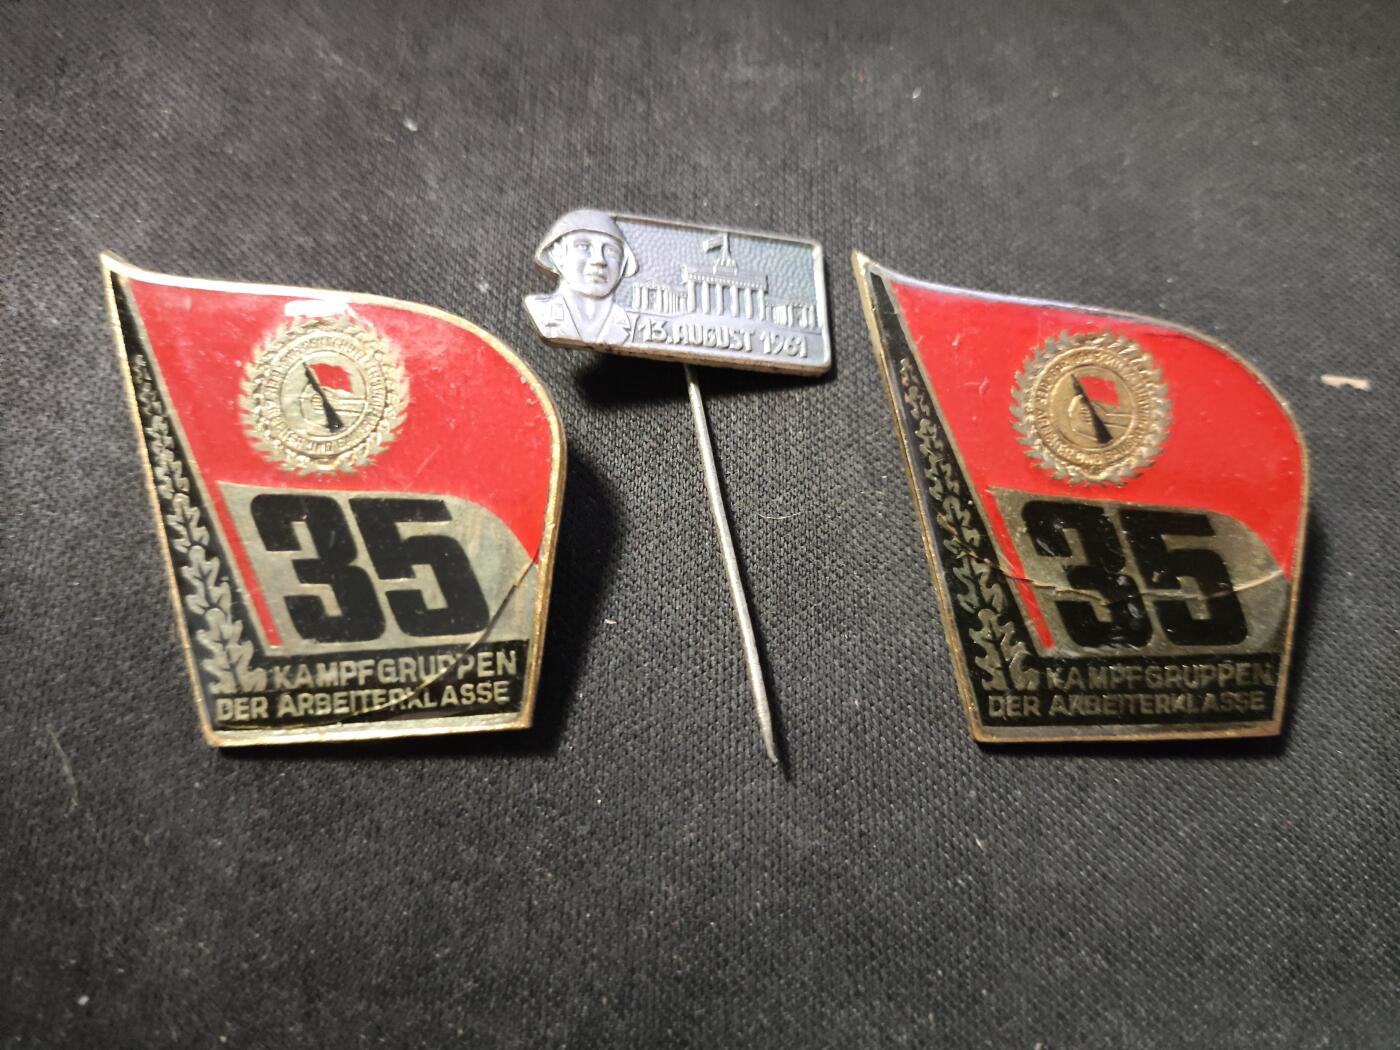 35
KAMPFGRUPPEN
DER ARBEITERKLASSE
13. AUGUST 1961
35
KAMPFGRUPPEN
DER ARBEITERKLASSE